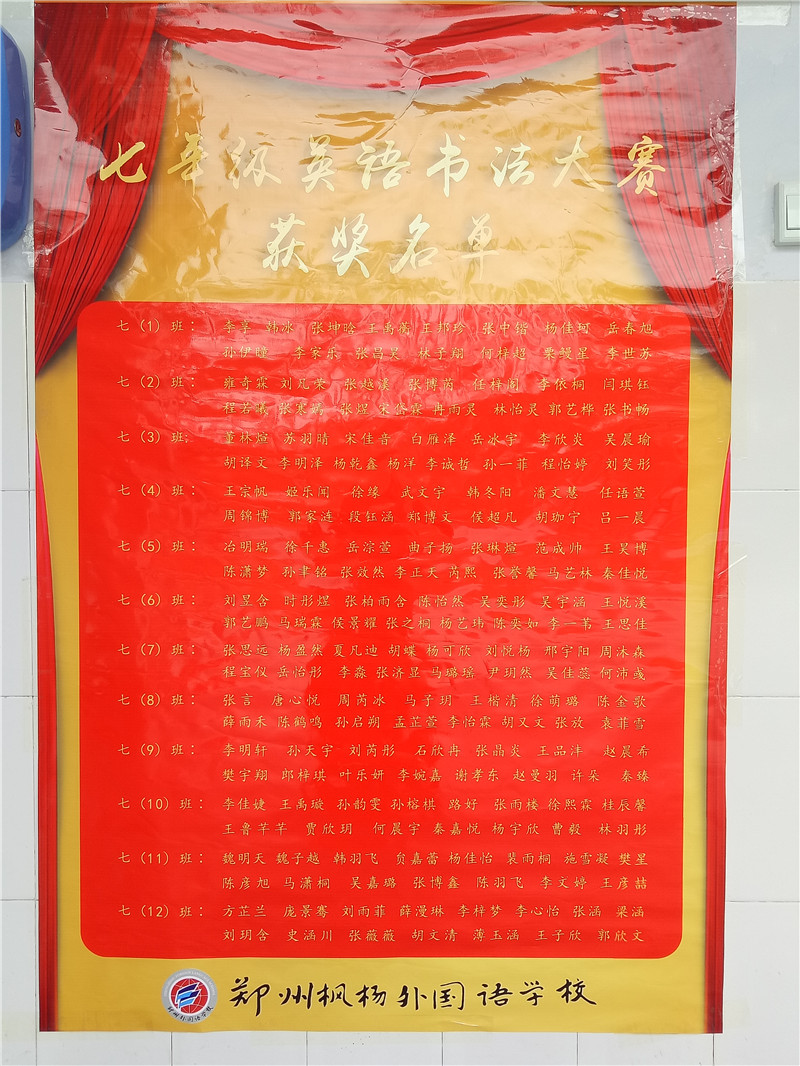 七年级英语书法大赛
获奖名单
七（1）班： 李享 韩冰 张坤晗 王禹蘅 王邦珍 张中锴 杨佳珂 岳春旭
孙伊瞳 李家乐 张昌昊 林子翔 何梓超 栗鳗星 李世苏
七（2）班： 雍奇霖 刘凡荣 张越溪 张博芮 任梓阁 李依桐 闫琪钰
程若曦 张寒嫣 张煜 宋岱霖 冉雨灵 林怡灵 郭艺桦 张书畅
七（3）班： 董林煊 苏羽晴 宋佳音 白雁泽 岳冰宇 李欣炎 吴晨瑜
胡译文 李明泽 杨乾鑫 杨洋 李诚哲 孙一菲 程怡婷 刘笑彤
七（4）班： 王宗帆 姬乐闻 徐缘 武文宇 韩冬阳 潘文慧 任语萱
周锦博 郭家涟 段钰涵 郑博文 侯超凡 胡珈宁 吕一晨
七（5）班： 冶明瑞 徐千惠 岳淙萱 曲子扬 张琳煊 范成帅 王昊博
陈潇梦 孙聿铭 张效然 李正天 芮熙 张誉馨 马艺林 秦佳悦
七（6）班： 刘昱含 时彤煜 张柏雨含 陈怡然 吴奕彤 吴宇涵 王悦溪
郭艺鹏 马瑞霖 侯景耀 张之桐 杨艺玮 陈奕如 李一苇 王思佳
七（7）班： 张思远 杨盈然 夏凡迪 胡蝶 杨可欣 刘悦杨 邢宇阳 周沐森
程宝仪 岳怡彤 李淼 张济显 马璐瑶 尹玥然 吴佳蕊 何沛彧
七（8）班： 张言 唐心悦 周芮冰 马子玥 王楷清 徐萌璐 陈金歌
薛雨禾 陈鹤鸣 孙启朔 孟芷萱 李怡霖 胡又文 张放 袁菲雪
七（9）班： 李明轩 孙天宇 刘芮彤 石欣冉 张晶炎 王品沣 赵晨希
樊宇翔 郎梓琪 叶乐妍 李婉嘉 谢孝东 赵曼羽 许朵 秦臻
七（10）班： 李佳婕 王禹璇 孙韵雯 孙榕棋 路好 张雨楼 徐熙霖 桂辰馨
王鲁芊芊 贾欣玥 何晨宇 秦嘉悦 杨宇欣 曹毅 林羽彤
七（11）班： 魏明天 魏子越 韩羽飞 贠嘉蕾 杨佳怡 裴雨桐 施雪凝 樊星
陈彦旭 马潇桐 吴嘉璐 张博鑫 陈羽飞 李文婷 王彦喆
七（12）班： 方芷兰 庞景骞 刘雨菲 薛漫琳 李梓梦 李心怡 张涵 梁涵
刘玥含 史涵川 张薇薇 胡文清 薄玉涵 王子欣 郭欣文
郑州枫杨外国语学校
郑州外国语学校